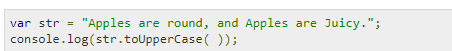 var str = "Apples are round, and Apples are Juicy.";
console.log(str.toUpperCase( ));